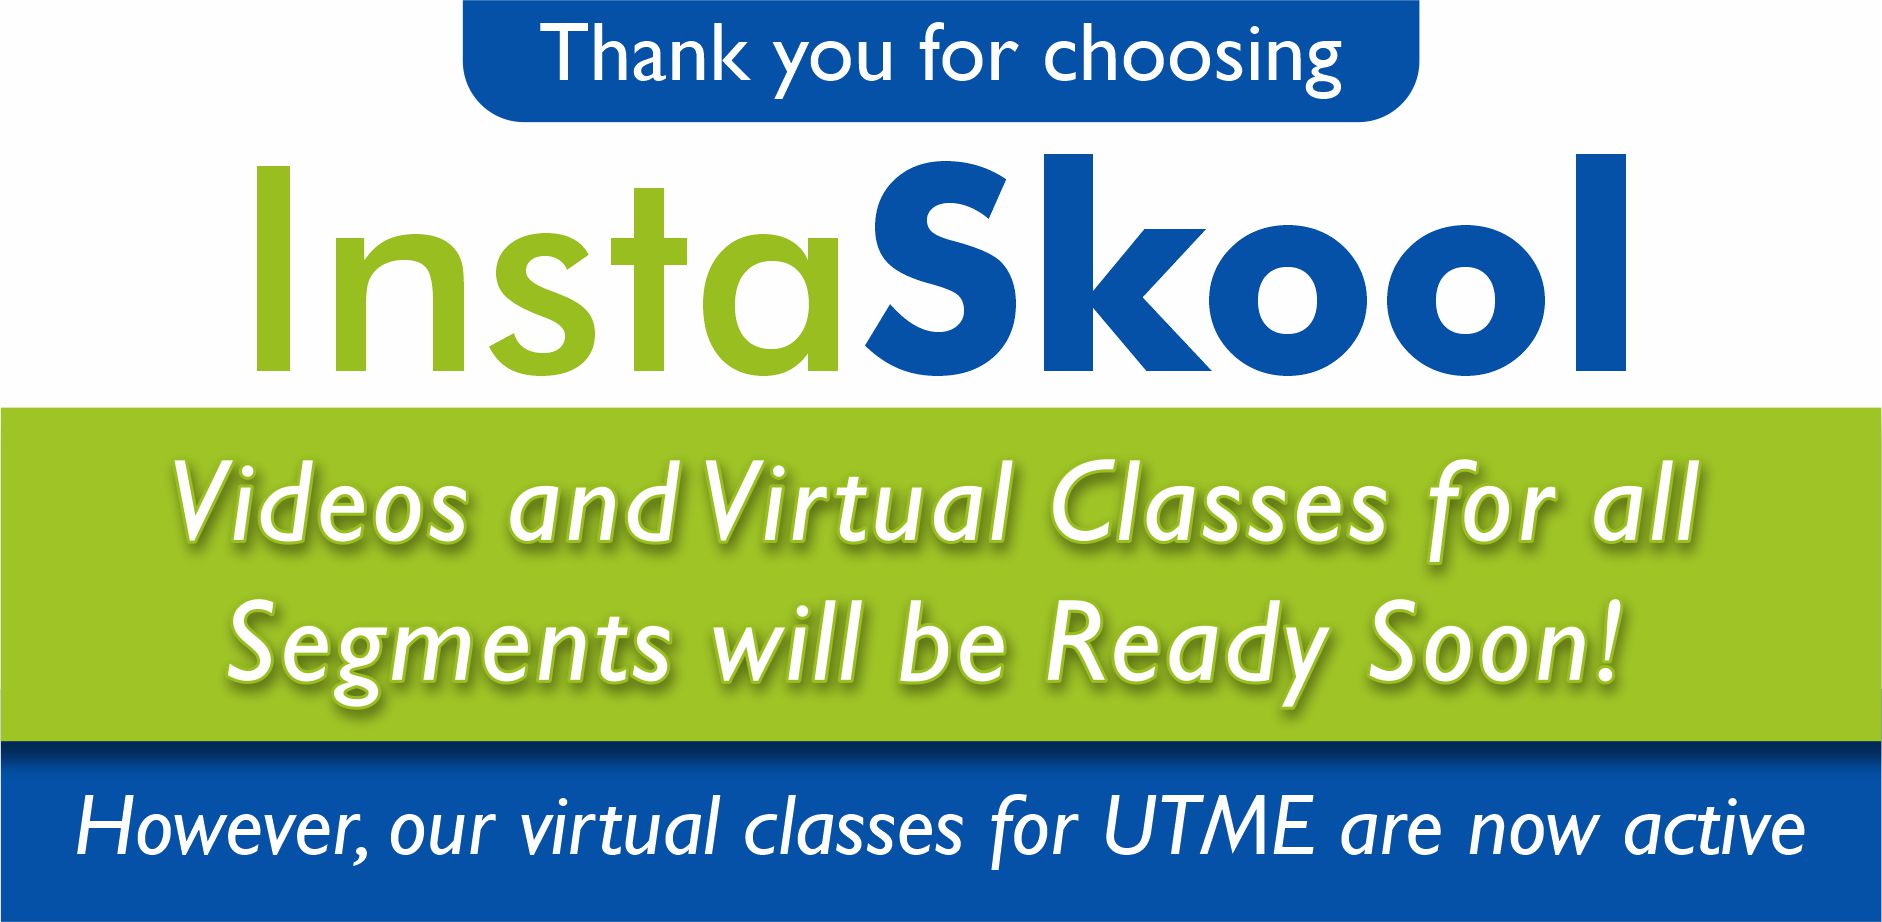 Thank you for choosing
InstaSkool
Videos and Virtual Classes for all
Segments will be Ready Soon!
However, our virtual classes for UTME are now active